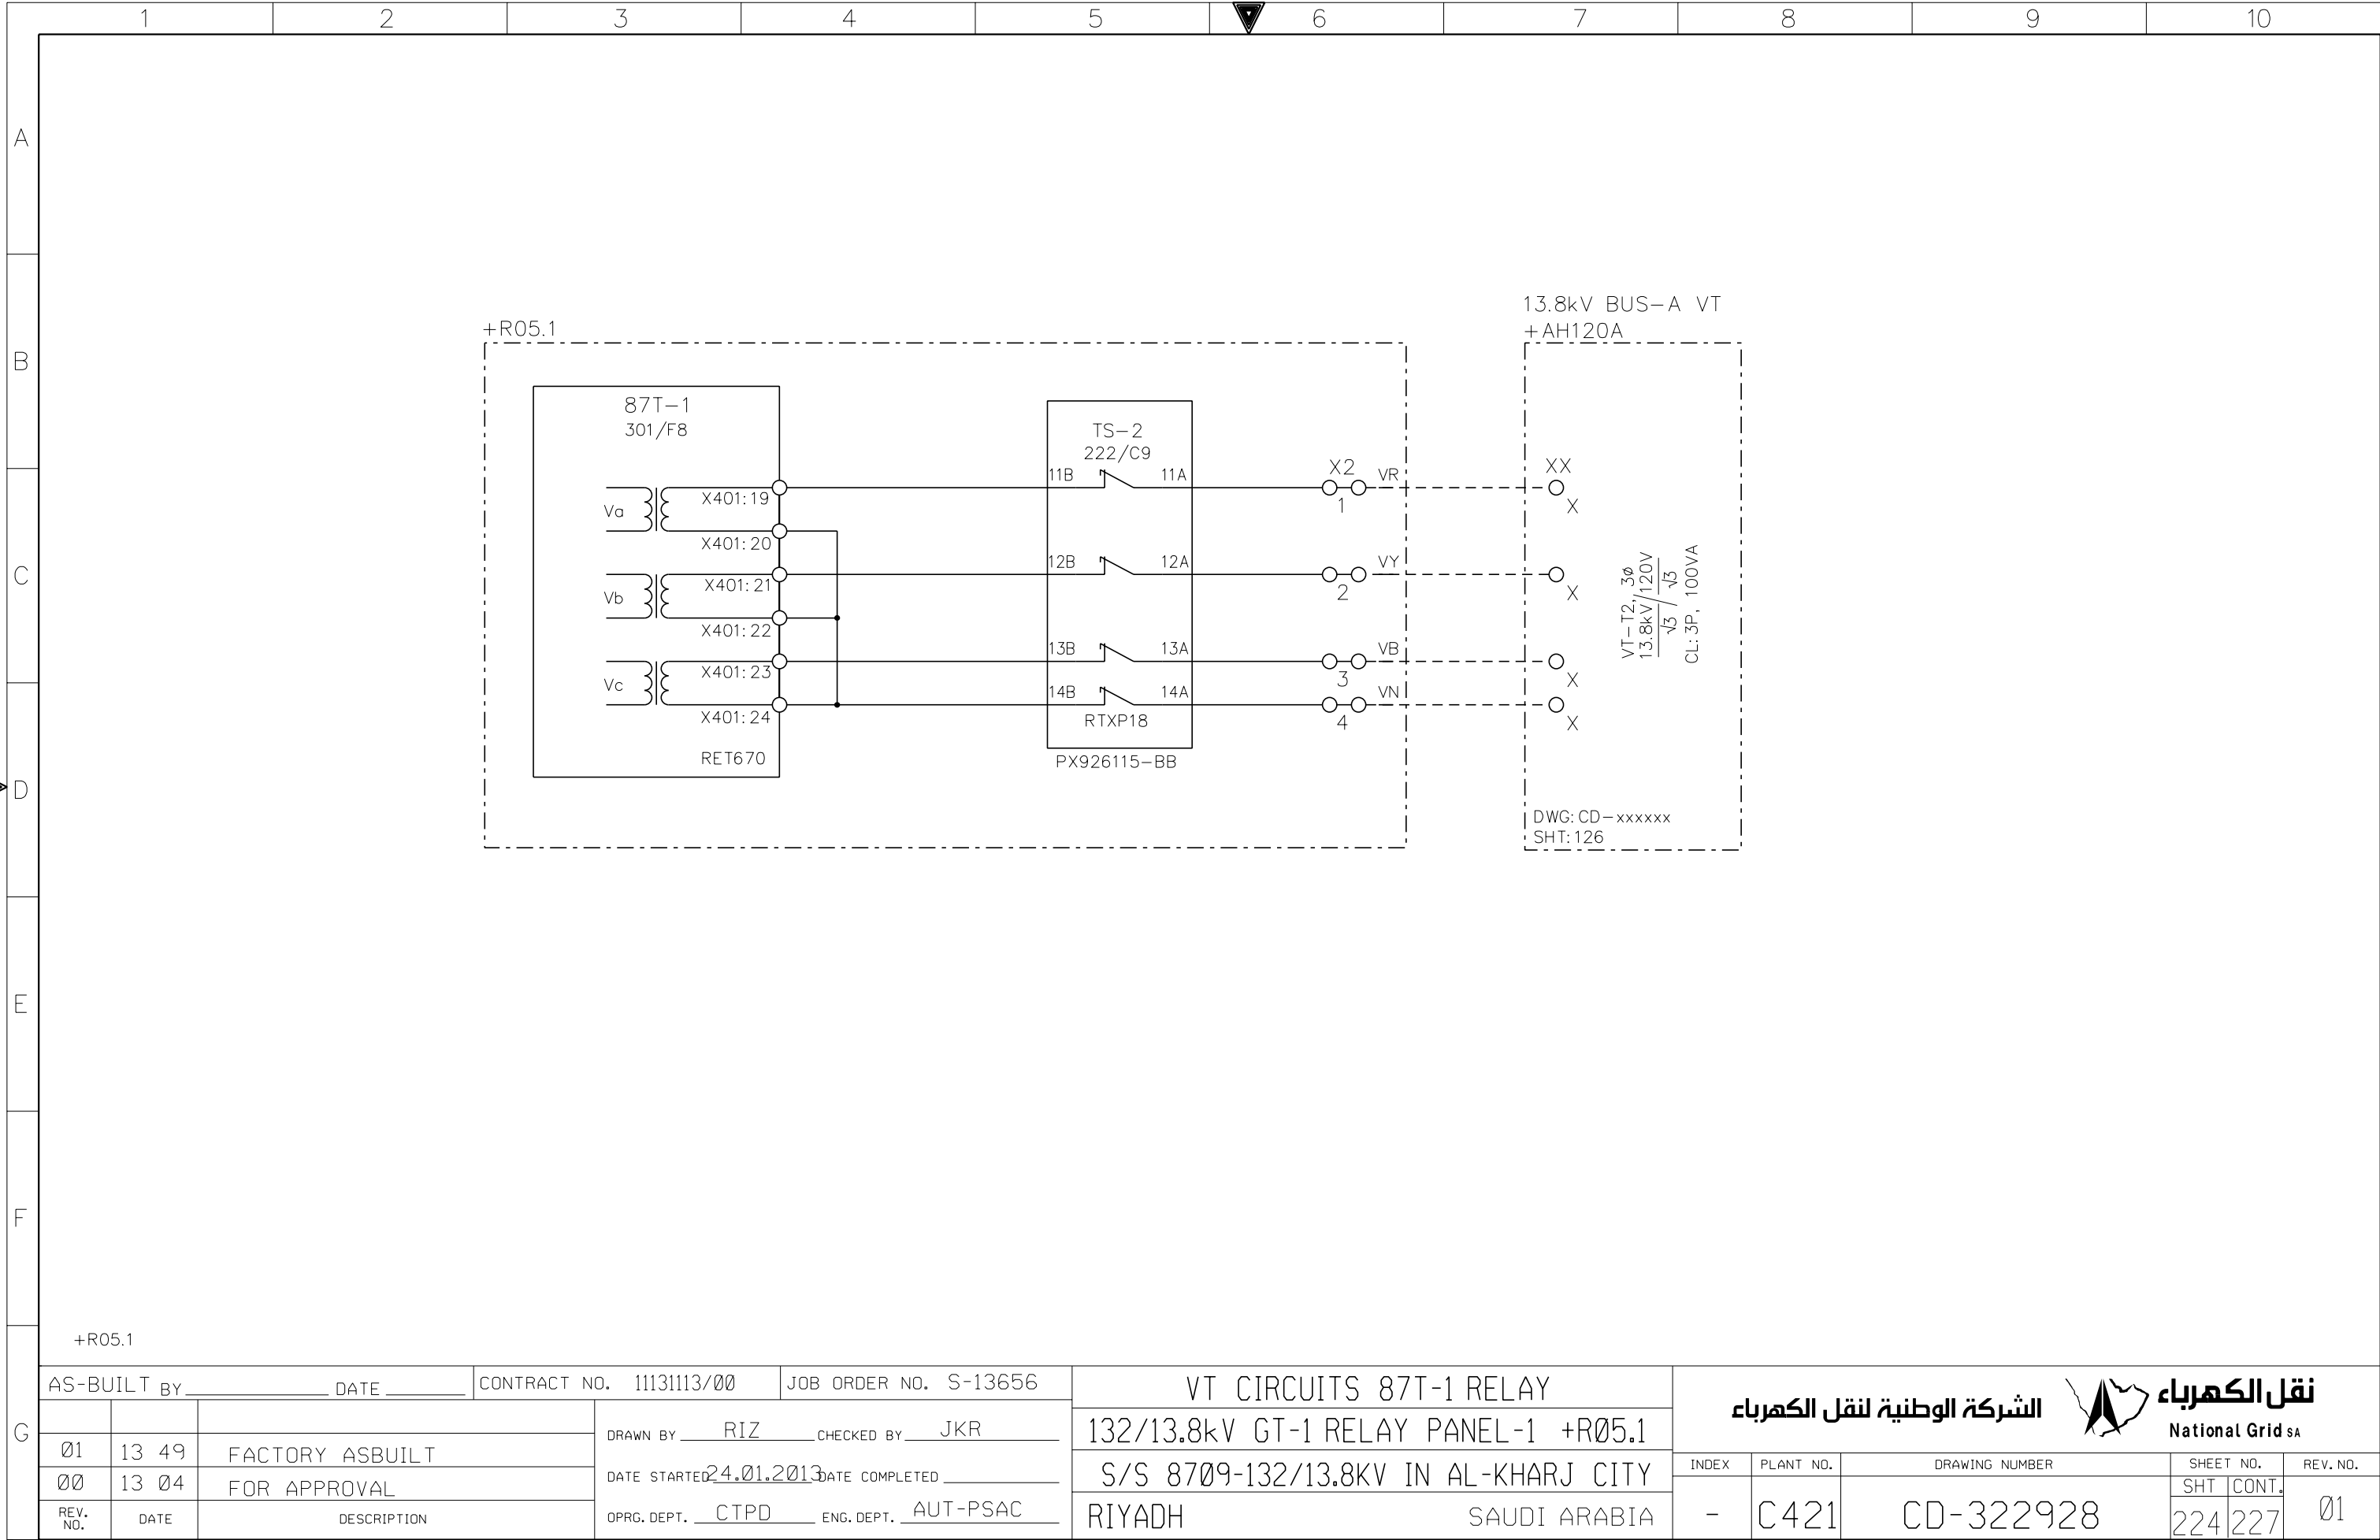 1 2 3 4 5 6 7 8 9 10
A
B
C
D
E
F
G
+R05.1
13.8kV BUS-A VT
+AH120A
87T-1
301/F8
Va
X401:19
X401:20
Vb
X401:21
X401:22
Vc
X401:23
X401:24
RET670
TS-2
222/C9
11B 11A
12B 12A
13B 13A
14B 14A
RTXP18
PX926115-BB
X2
VR
1
VY
2
VB
3
VN
4
XX
X
X
X
X
VT-T2, 3ø
13.8kV/120V
√3 / √3
CL: 3P, 100VA
DWG: CD-xxxxxx
SHT: 126
+R05.1
AS-BUILT BY DATE
CONTRACT NO. 11131113/00
JOB ORDER NO. S-13656
01 13 49 FACTORY ASBUILT
00 13 04 FOR APPROVAL
REV. NO. DATE DESCRIPTION
DRAWN BY RIZ CHECKED BY JKR
DATE STARTED 24.01.2013 DATE COMPLETED
OPRG. DEPT. CTPD ENG. DEPT. AUT-PSAC
VT CIRCUITS 87T-1 RELAY
132/13.8kV GT-1 RELAY PANEL-1 +R05.1
S/S 8709-132/13.8KV IN AL-KHARJ CITY
RIYADH SAUDI ARABIA
الشركة الوطنية لنقل الكهرباء
نقل الكهرباء
National Grid SA
INDEX PLANT NO. DRAWING NUMBER SHEET NO. REV. NO.
SHT CONT.
- C421 CD-322928 224 227 01